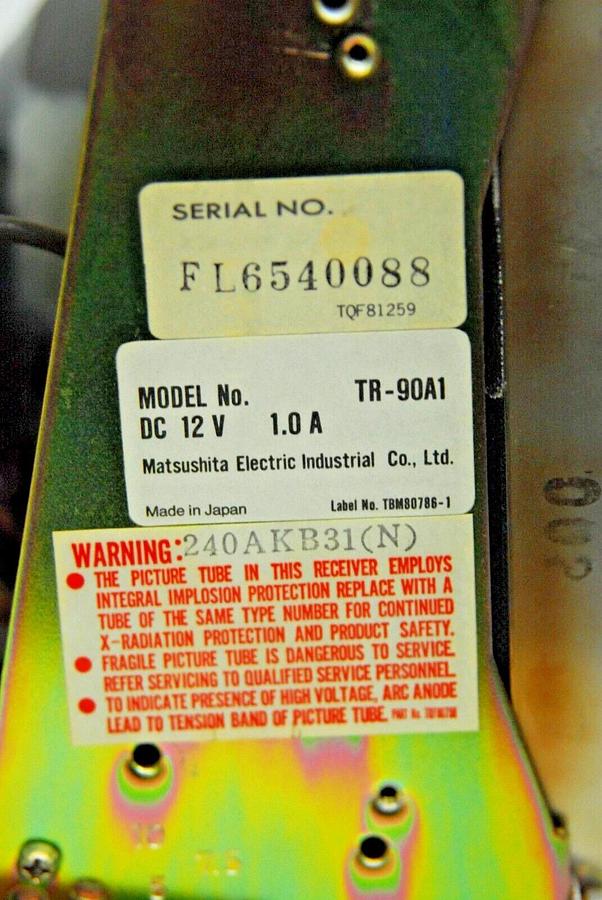 SERIAL NO.
FL6540088
TQF81259
MODEL No. TR-90A1
DC 12 V 1.0 A
Matsushita Electric Industrial Co., Ltd.
Made in Japan Label No. TBM80786-1
WARNING: 240AKB31(N)
● THE PICTURE TUBE IN THIS RECEIVER EMPLOYS
INTEGRAL IMPLOSION PROTECTION REPLACE WITH A
TUBE OF THE SAME TYPE NUMBER FOR CONTINUED
X-RADIATION PROTECTION AND PRODUCT SAFETY.
● FRAGILE PICTURE TUBE IS DANGEROUS TO SERVICE.
REFER SERVICING TO QUALIFIED SERVICE PERSONNEL.
● TO INDICATE PRESENCE OF HIGH VOLTAGE, ARC ANODE
LEAD TO TENSION BAND OF PICTURE TUBE. PART No.